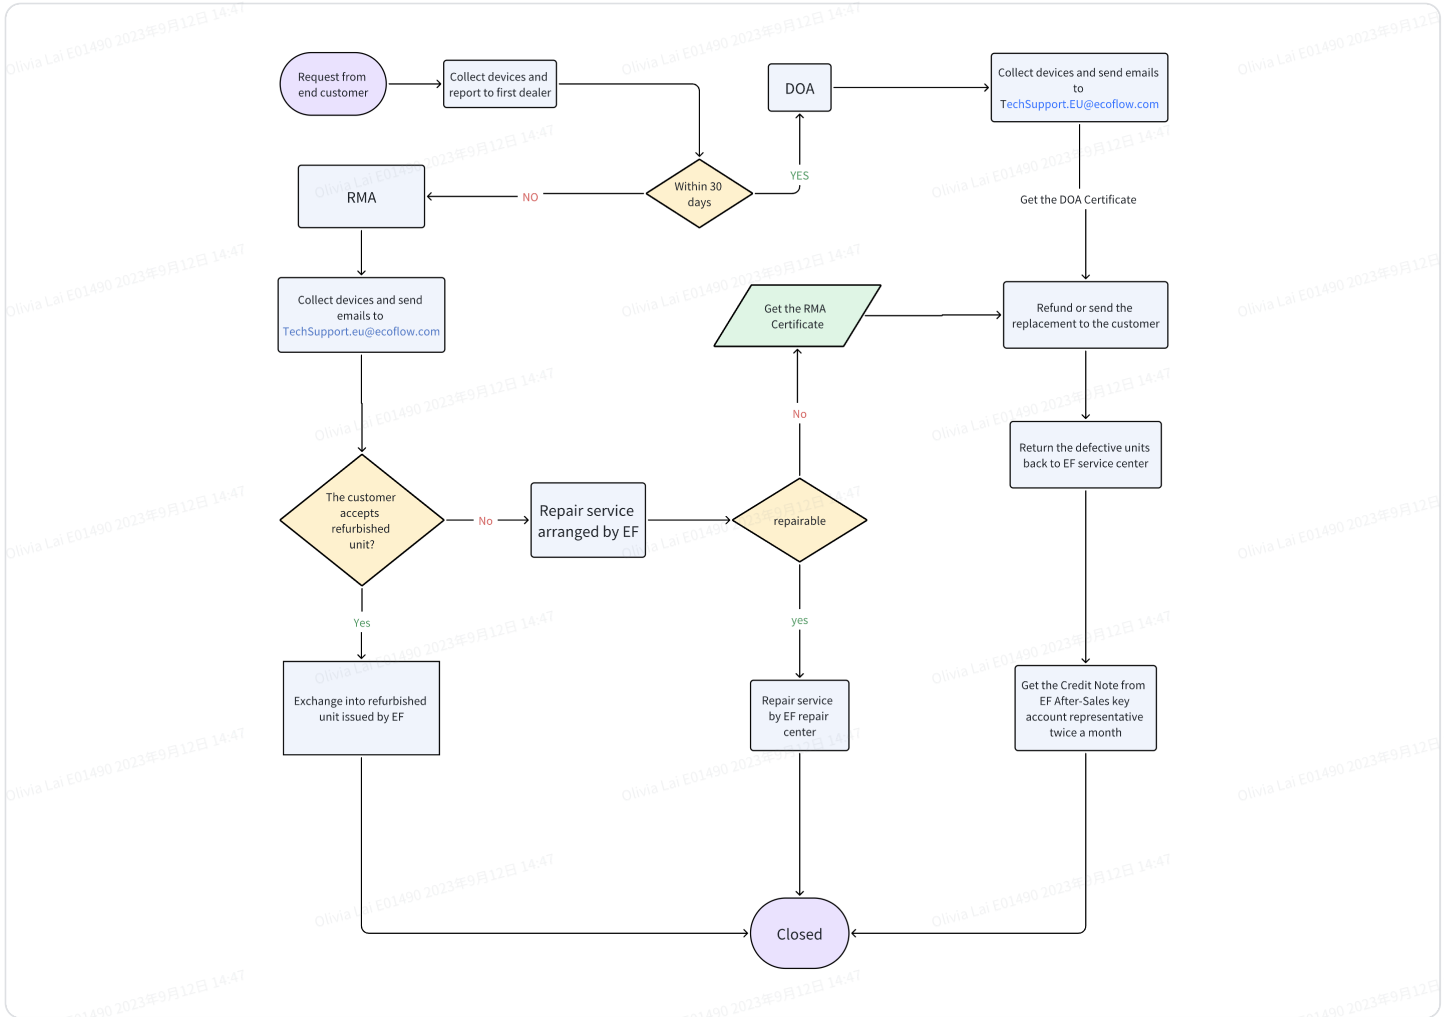 Request from
end customer
Collect devices and
report to first dealer
DOA
Collect devices and send emails
to
TechSupport.EU@ecoflow.com
Within 30
days
YES
NO
RMA
Get the DOA Certificate
Collect devices and send
emails to
TechSupport.eu@ecoflow.com
Get the RMA
Certificate
Refund or send the
replacement to the customer
No
Return the defective units
back to EF service center
The customer
accepts
refurbished
unit?
No
Repair service
arranged by EF
repairable
Yes
yes
Exchange into refurbished
unit issued by EF
Repair service
by EF repair
center
Get the Credit Note from
EF After-Sales key
account representative
twice a month
Closed
Olivia Lai E01490 2023年9月12日 14:47